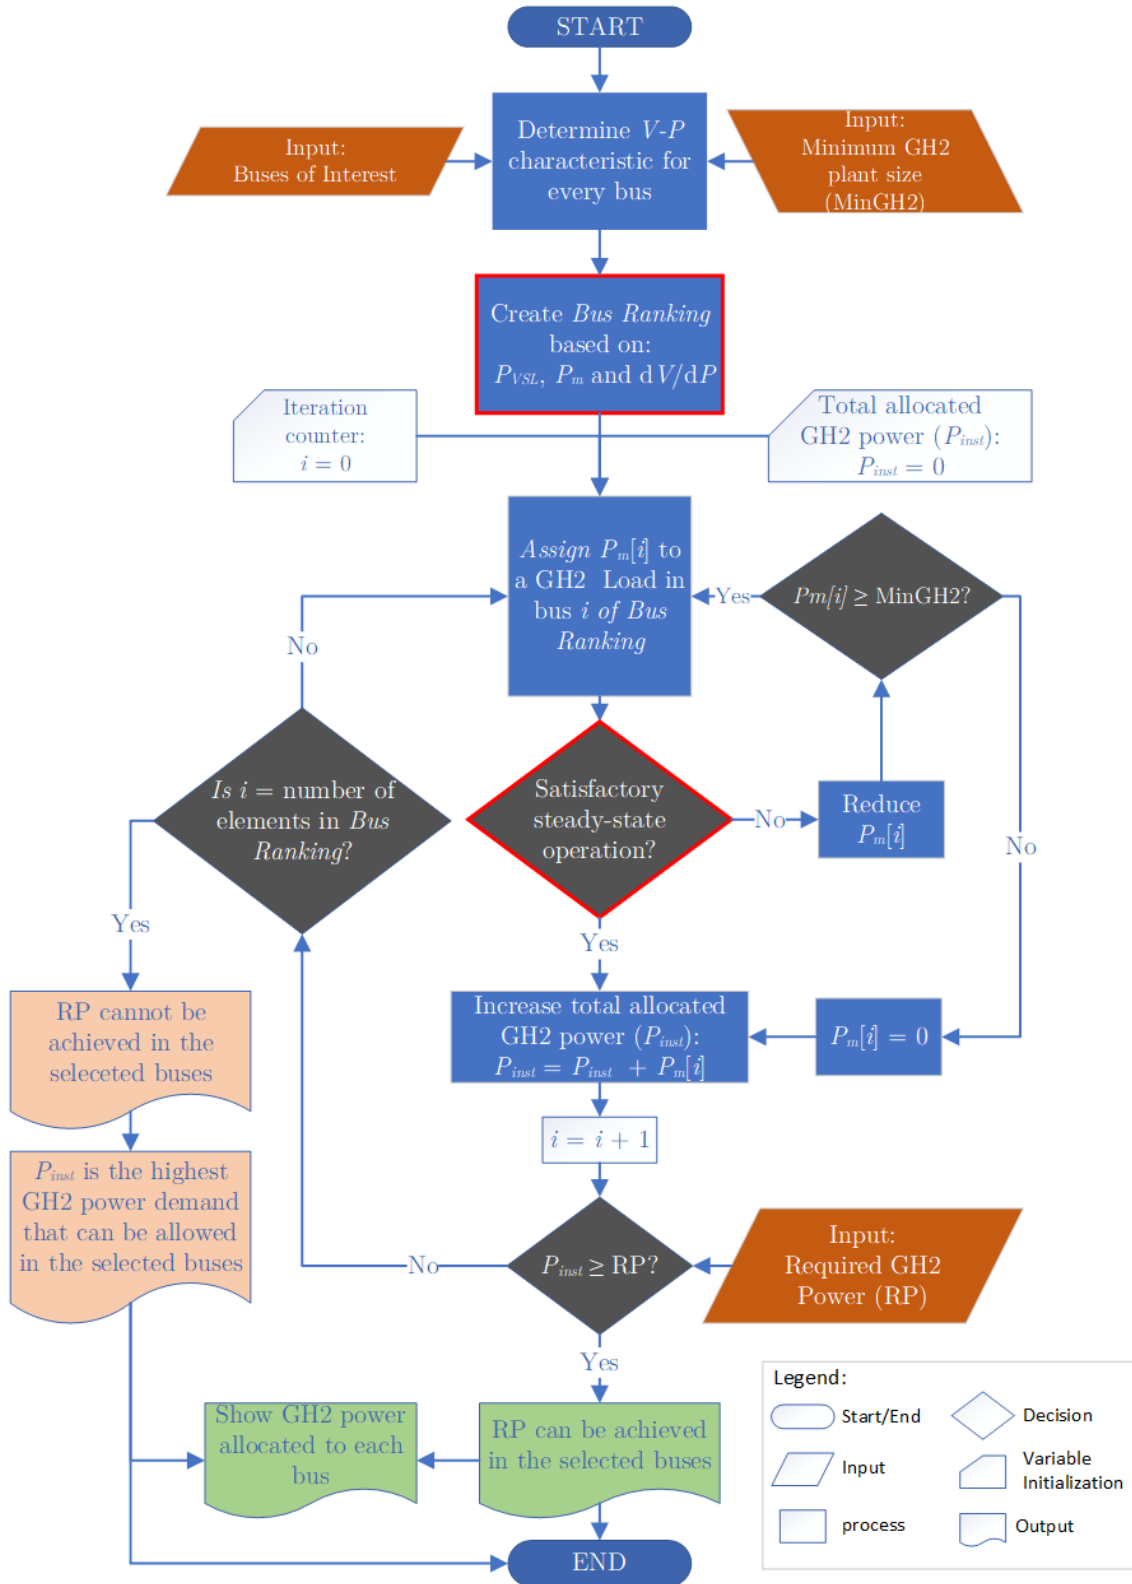 START
Input:
Buses of Interest
Determine V-P
characteristic for
every bus
Input:
Minimum GH2
plant size
(MinGH2)
Create Bus Ranking
based on:
P_VSL, P_m and dV/dP
Iteration
counter:
i = 0
Total allocated
GH2 power (P_inst):
P_inst = 0
Assign P_m[i] to
a GH2 Load in
bus i of Bus
Ranking
Yes
Pm[i] ≥ MinGH2?
No
Is i = number of
elements in Bus
Ranking?
Satisfactory
steady-state
operation?
No
Reduce
P_m[i]
No
Yes
Yes
RP cannot be
achieved in the
seleceted buses
Increase total allocated
GH2 power (P_inst):
P_inst = P_inst + P_m[i]
P_m[i] = 0
i = i + 1
P_inst is the highest
GH2 power demand
that can be allowed
in the selected buses
No
P_inst ≥ RP?
Input:
Required GH2
Power (RP)
Yes
Show GH2 power
allocated to each
bus
RP can be achieved
in the selected buses
END
Legend:
Start/End
Decision
Input
Variable
Initialization
process
Output